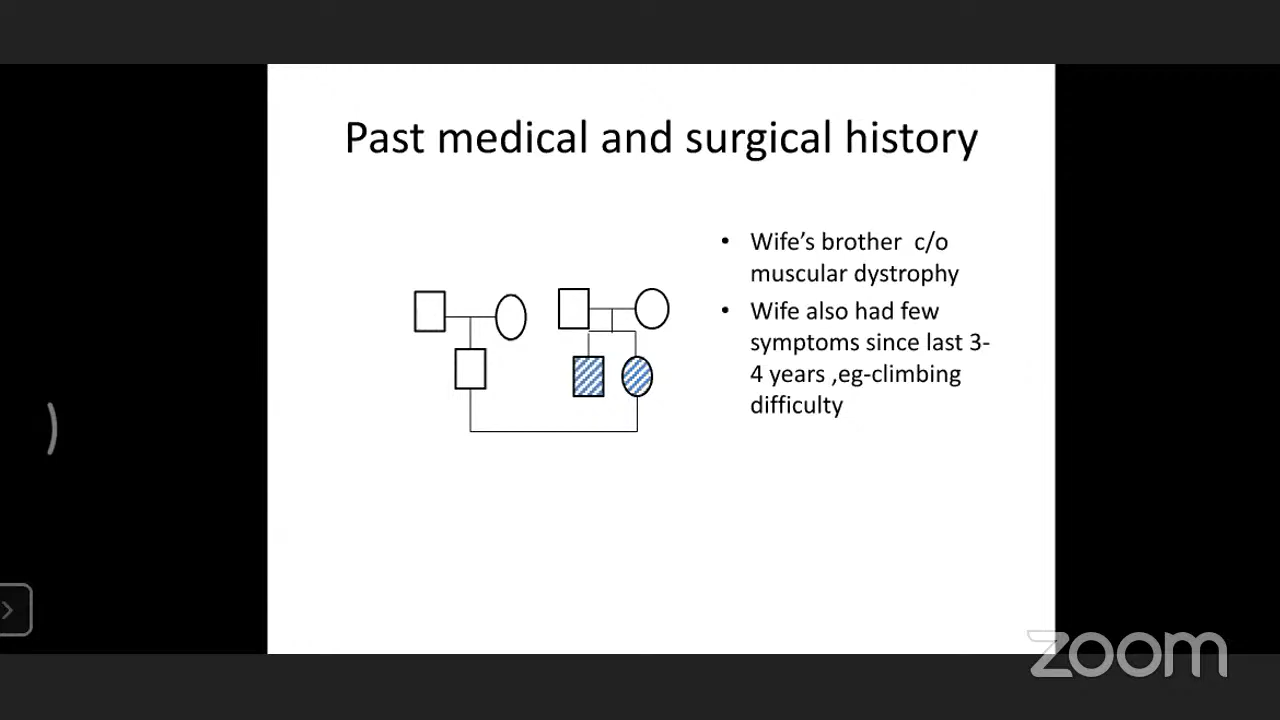 Past medical and surgical history
• Wife’s brother c/o
muscular dystrophy
• Wife also had few
symptoms since last 3-
4 years ,eg-climbing
difficulty
zoom